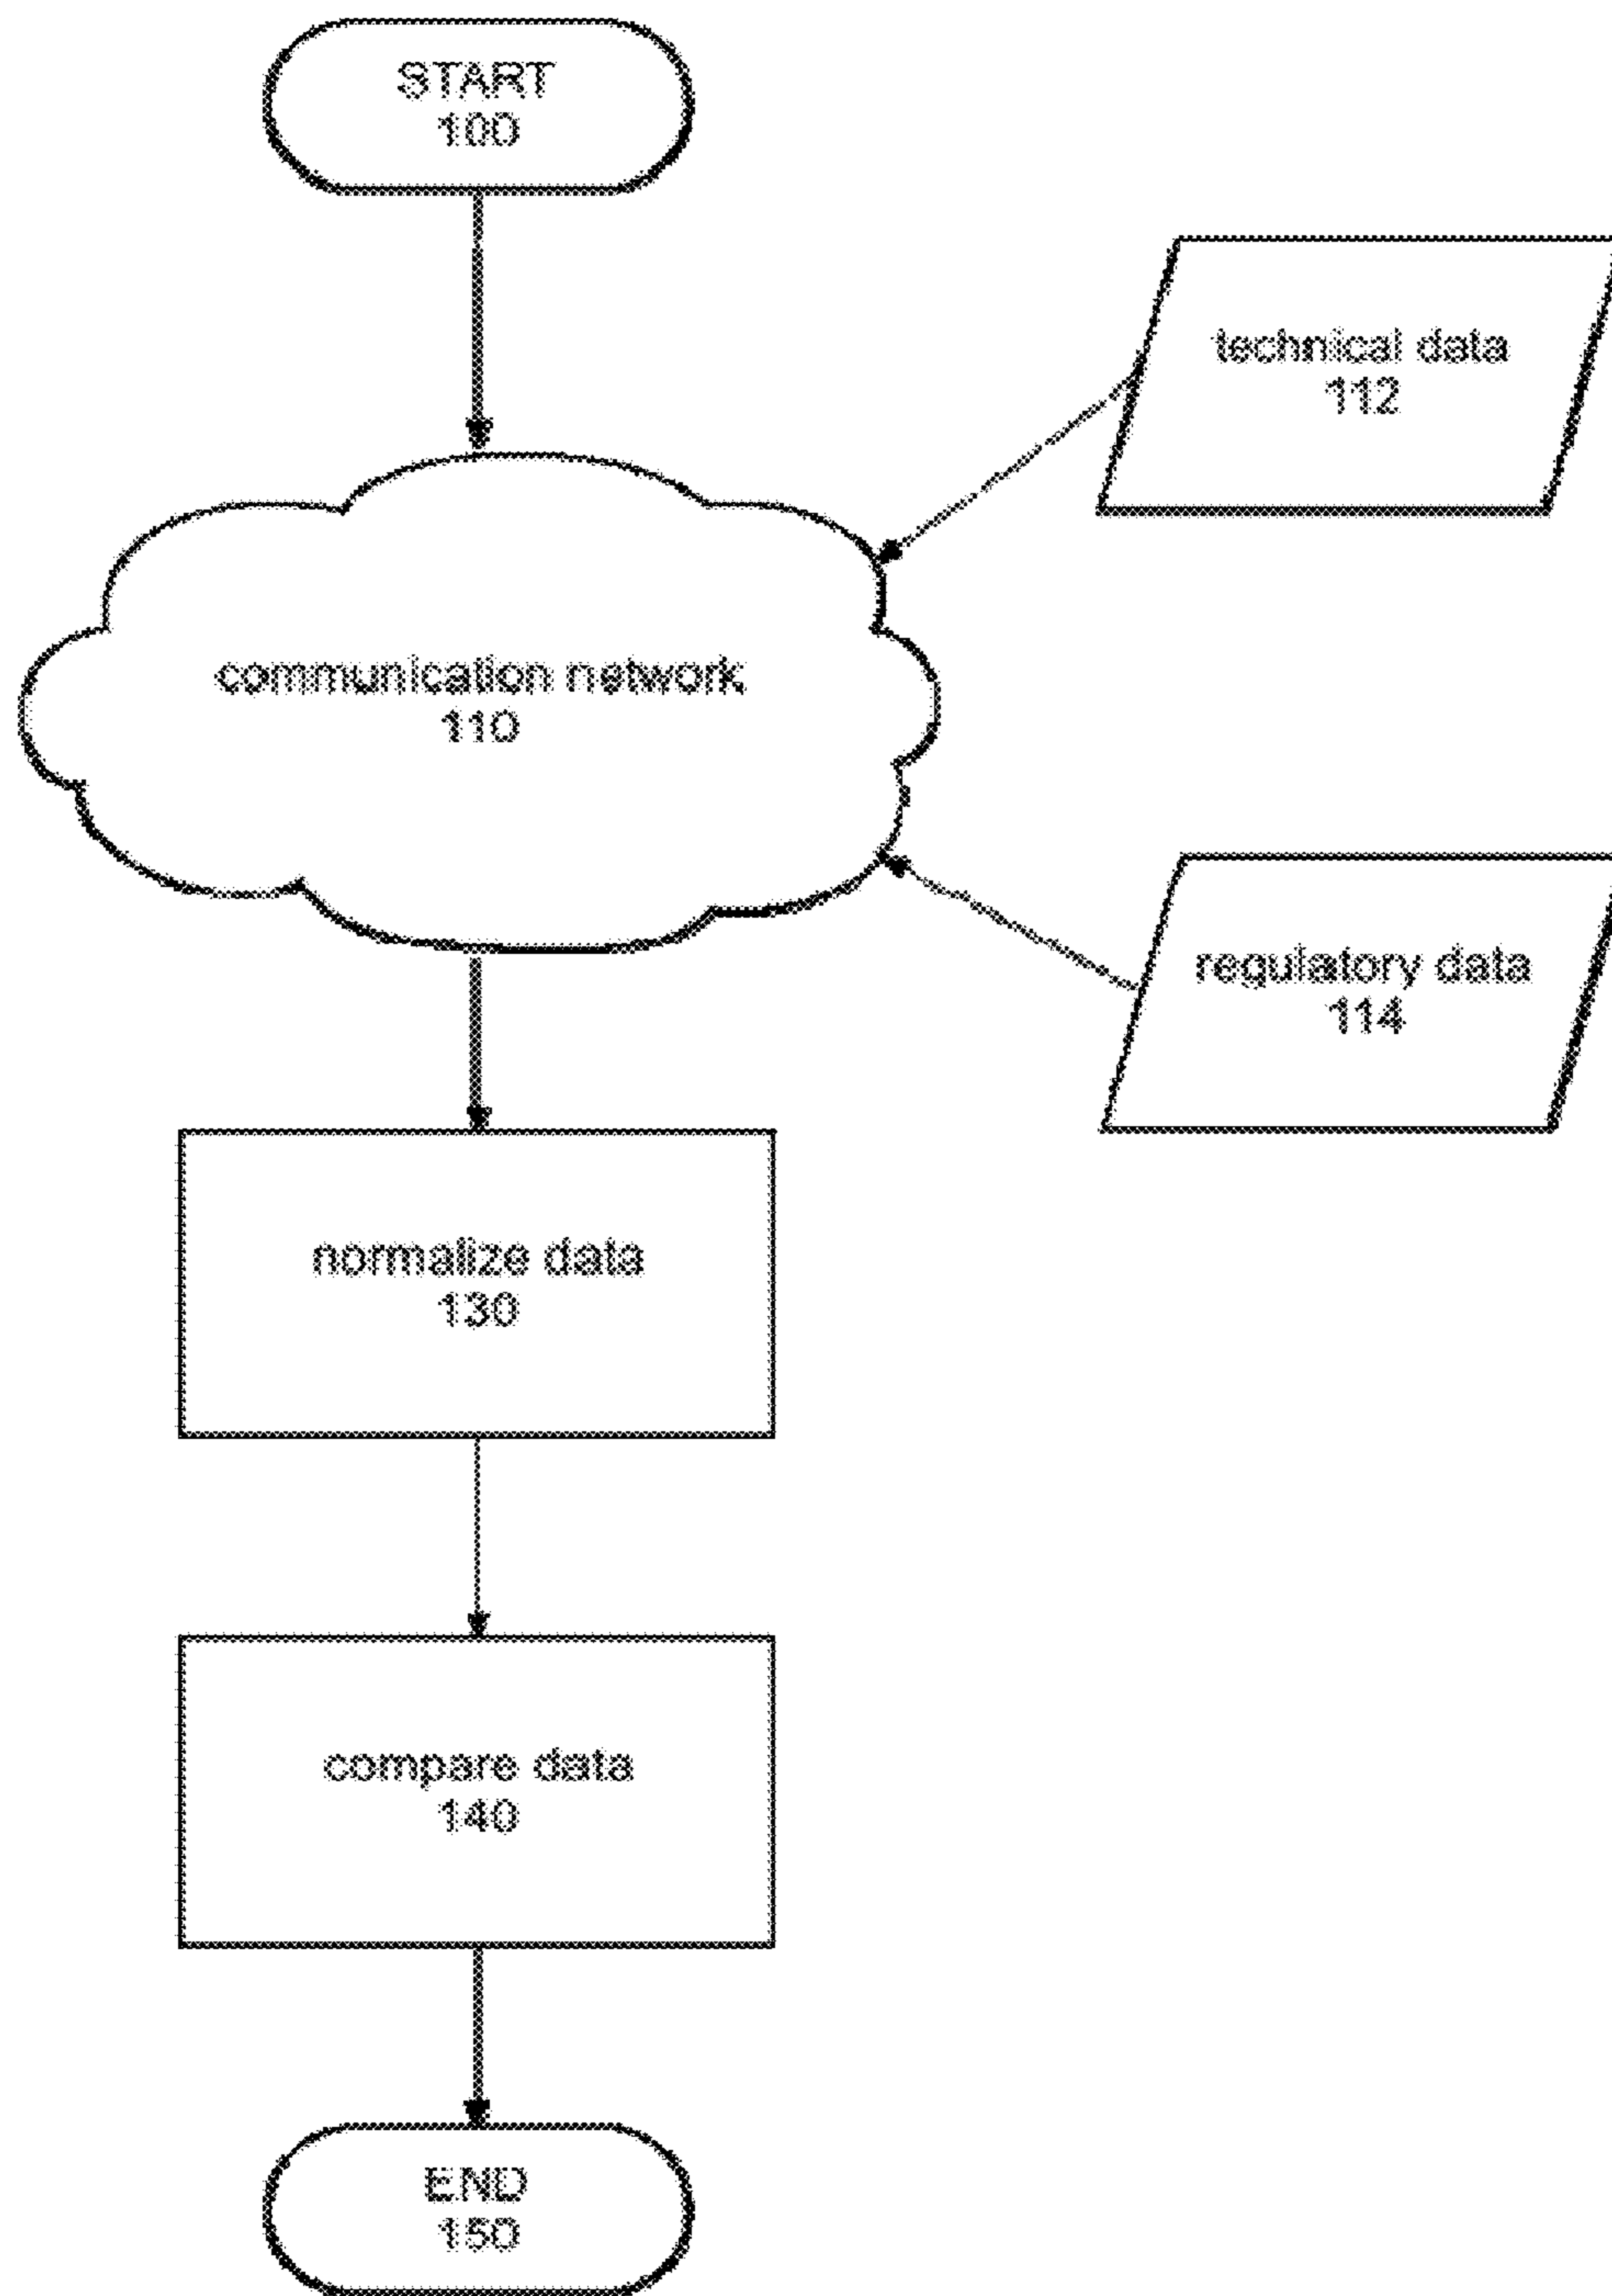 START
100
technical data
112
communication network
110
regulatory data
114
normalize data
130
compare data
140
END
150